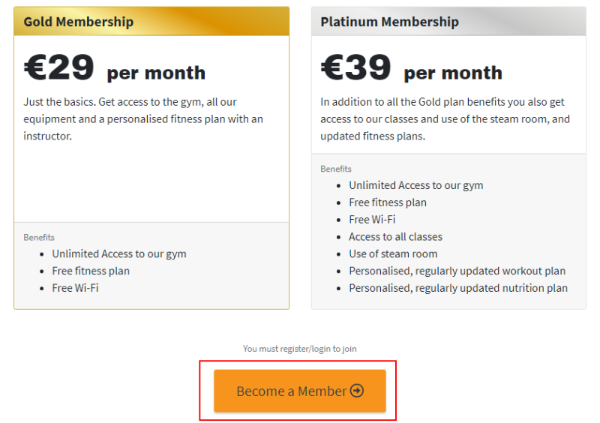 Gold Membership
€29 per month
Just the basics. Get access to the gym, all our
equipment and a personalised fitness plan with an
instructor.
Benefits
• Unlimited Access to our gym
• Free fitness plan
• Free Wi-Fi
Platinum Membership
€39 per month
In addition to all the Gold plan benefits you also get
access to our classes and use of the steam room, and
updated fitness plans.
Benefits
• Unlimited Access to our gym
• Free fitness plan
• Free Wi-Fi
• Access to all classes
• Use of steam room
• Personalised, regularly updated workout plan
• Personalised, regularly updated nutrition plan
You must register/login to join
Become a Member